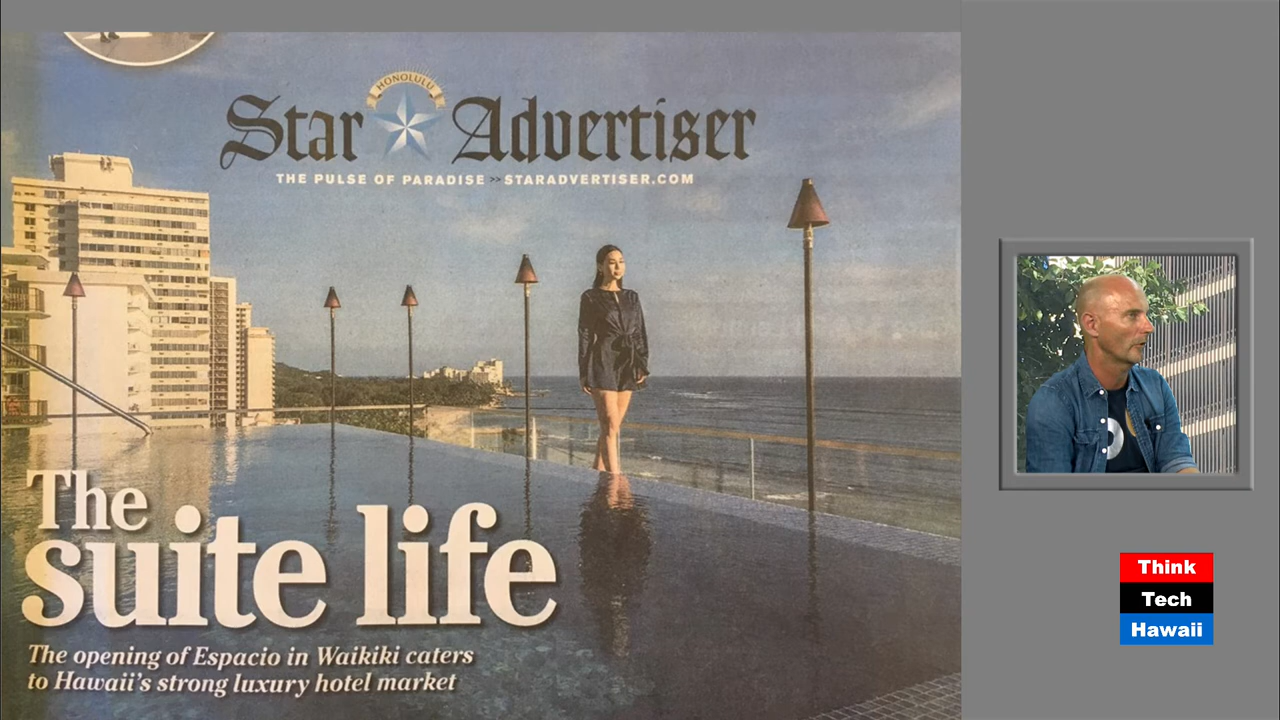 HONOLULU
Star Advertiser
THE PULSE OF PARADISE >> STARADVERTISER.COM
The
suite life
The opening of Espacio in Waikiki caters
to Hawaii's strong luxury hotel market
Think
Tech
Hawaii